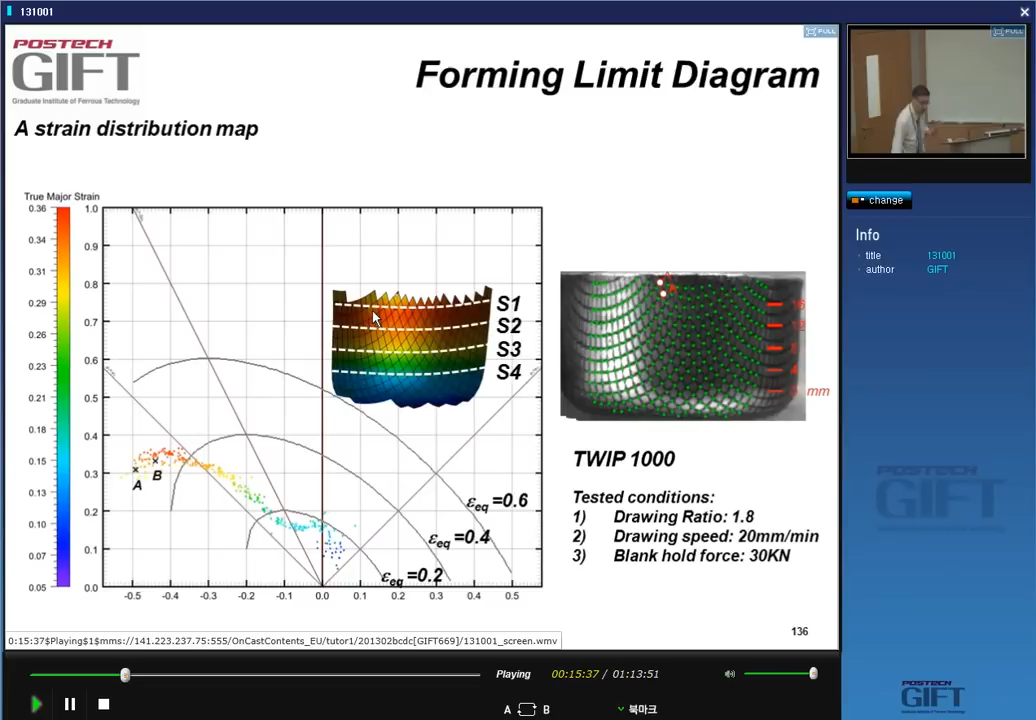 131001
POSTECH
GIFT
Graduate Institute of Ferrous Technology
Forming Limit Diagram
A strain distribution map
FULL
FULL
change
Info
title 131001
author GIFT
True Major Strain
0.36
0.34
0.31
0.29
0.26
0.23
0.20
0.18
0.15
0.13
0.10
0.07
0.05
1.0
0.9
0.8
0.7
0.6
0.5
0.4
0.3
0.2
0.1
0.0
-0.5 -0.4 -0.3 -0.2 -0.1 0.0 0.1 0.2 0.3 0.4 0.5
S1
S2
S3
S4
A
B
εeq =0.6
εeq =0.4
εeq =0.2
mm
TWIP 1000
Tested conditions:
1) Drawing Ratio: 1.8
2) Drawing speed: 20mm/min
3) Blank hold force: 30KN
136
0:15:37$Playing$1$mms://141.223.237.75:555/OnCastContents_EU/tutor1/201302bcdc[GIFT669]/131001_screen.wmv
Playing 00:15:37 / 01:13:51
A B
북마크
POSTECH
GIFT
POSTECH
GIFT